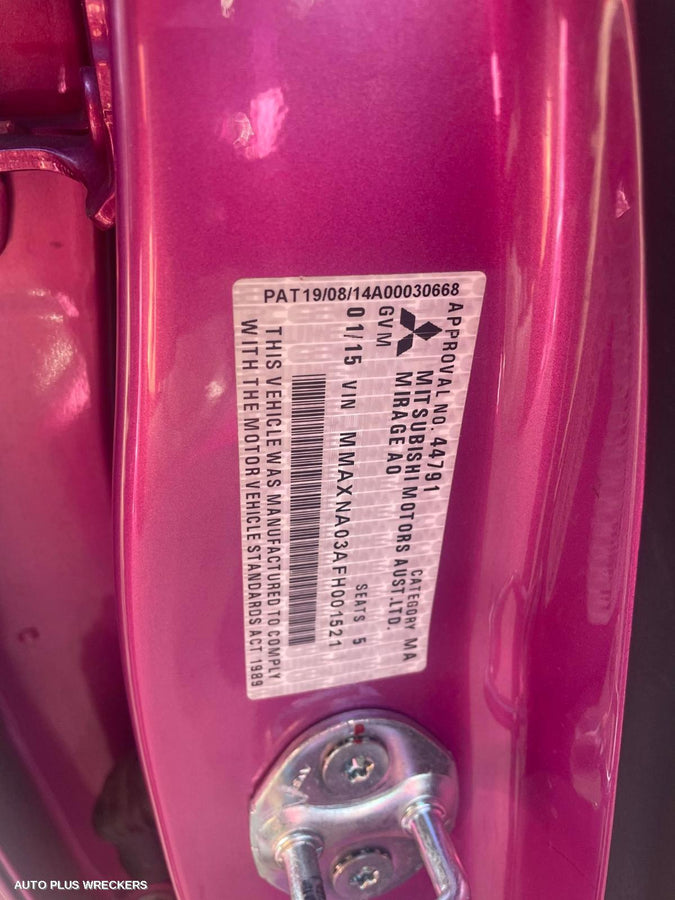 PAT19/08/14A00030668
APPROVAL NO. 44791 CATEGORY MA
MITSUBISHI MOTORS AUST.LTD.
MIRAGE AO
GVM SEATS 5
01/15 VIN MMAXNA03AFH001521
THIS VEHICLE WAS MANUFACTURED TO COMPLY
WITH THE MOTOR VEHICLE STANDARDS ACT 1989
AUTO PLUS WRECKERS